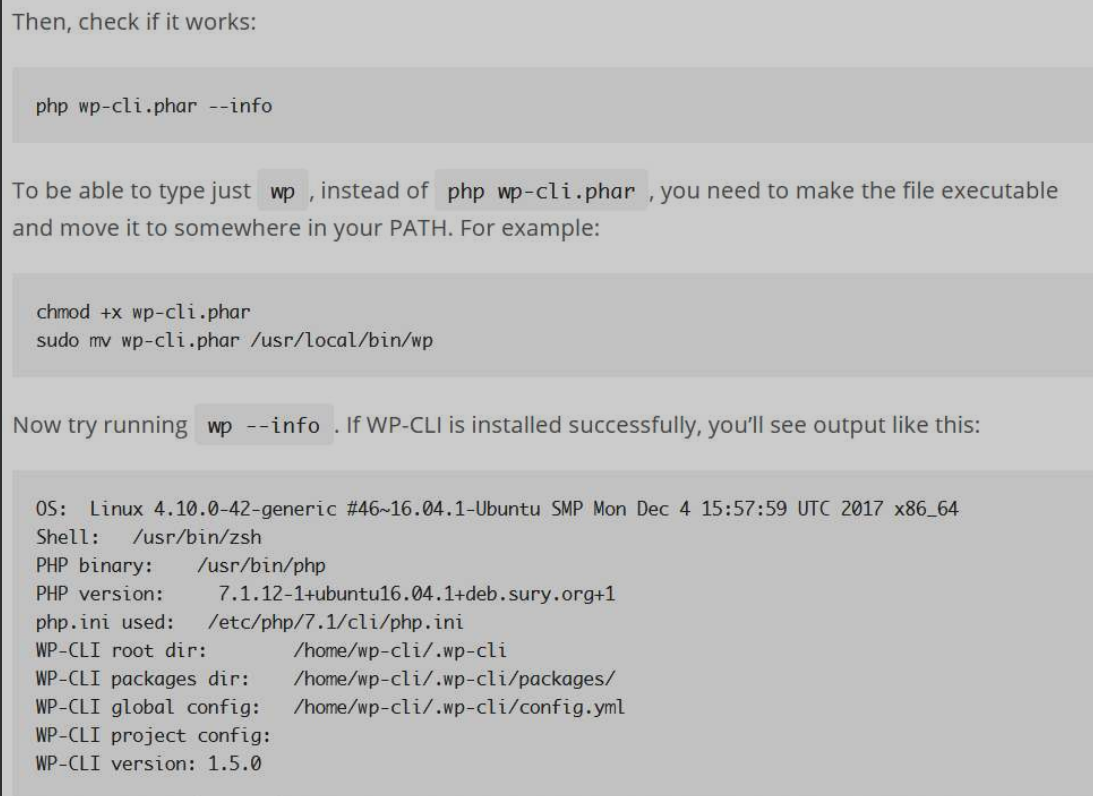 Then, check if it works:
php wp-cli.phar --info
To be able to type just wp , instead of php wp-cli.phar , you need to make the file executable
and move it to somewhere in your PATH. For example:
chmod +x wp-cli.phar
sudo mv wp-cli.phar /usr/local/bin/wp
Now try running wp --info . If WP-CLI is installed successfully, you’ll see output like this:
OS:  Linux 4.10.0-42-generic #46~16.04.1-Ubuntu SMP Mon Dec 4 15:57:59 UTC 2017 x86_64
Shell:   /usr/bin/zsh
PHP binary:    /usr/bin/php
PHP version:     7.1.12-1+ubuntu16.04.1+deb.sury.org+1
php.ini used:   /etc/php/7.1/cli/php.ini
WP-CLI root dir:        /home/wp-cli/.wp-cli
WP-CLI packages dir:    /home/wp-cli/.wp-cli/packages/
WP-CLI global config:   /home/wp-cli/.wp-cli/config.yml
WP-CLI project config:
WP-CLI version: 1.5.0